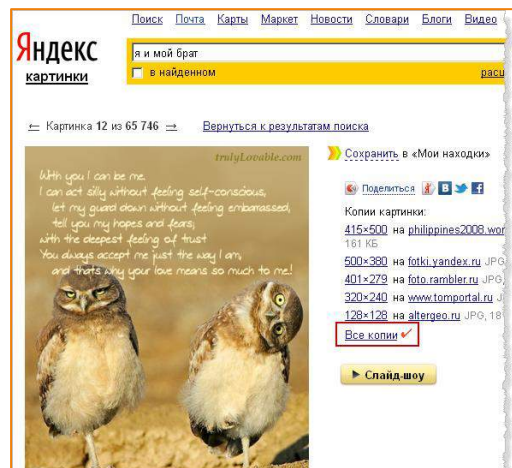 Поиск Почта Карты Маркет Новости Словари Блоги Видео
Яндекс
картинки
я и мой брат
в найденном
← Картинка 12 из 65 746 → Вернуться к результатам поиска
trulyLovable.com
With you I can be me.
I can act silly without feeling self-conscious,
let my guard down without feeling embarrassed,
tell you my hopes and fears,
with the deepest feeling of trust
You always accept me just the way I am,
and thats why your love means so much to me!
Сохранить в «Мои находки»
Поделиться
Копии картинки:
415×500 на philippines2008.wor
161 КБ
500×380 на fotki.yandex.ru JPG
401×279 на foto.rambler.ru JPG
320×240 на www.tomportal.ru
128×128 на altergeo.ru JPG, 18
Все копии
Слайд-шоу